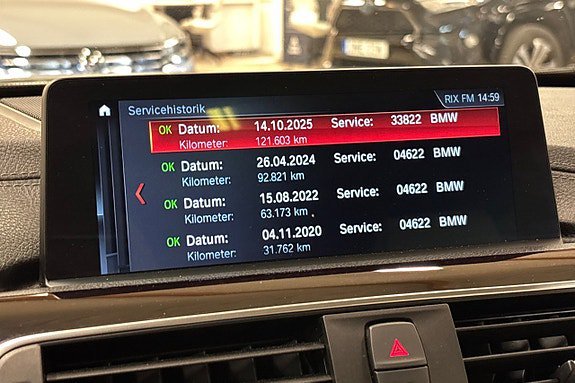 RIX FM 14:59
Servicehistorik
OK Datum: 14.10.2025 Service: 33822 BMW
Kilometer: 121.603 km
OK Datum: 26.04.2024 Service: 04622 BMW
Kilometer: 92.821 km
OK Datum: 15.08.2022 Service: 04622 BMW
Kilometer: 63.173 km
OK Datum: 04.11.2020 Service: 04622 BMW
Kilometer: 31.762 km